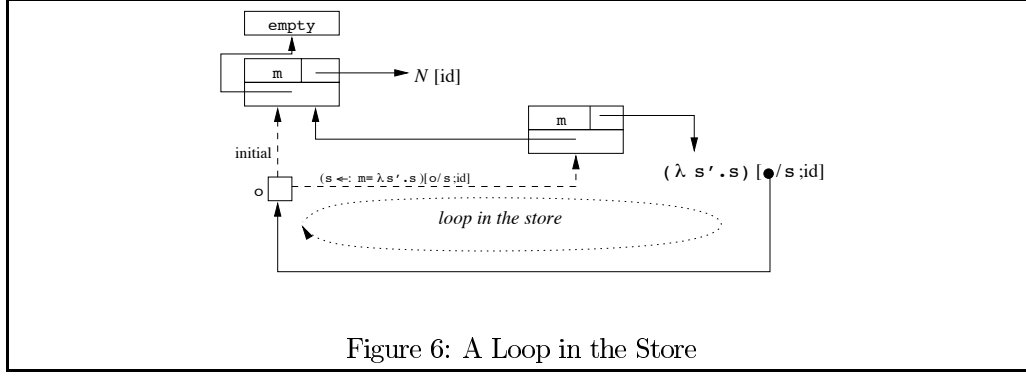 empty
m
N [id]
m
initial
(s ←: m= λ s'.s)[o/s;id]
(λ s'.s) [●/s;id]
o
loop in the store
Figure 6: A Loop in the Store